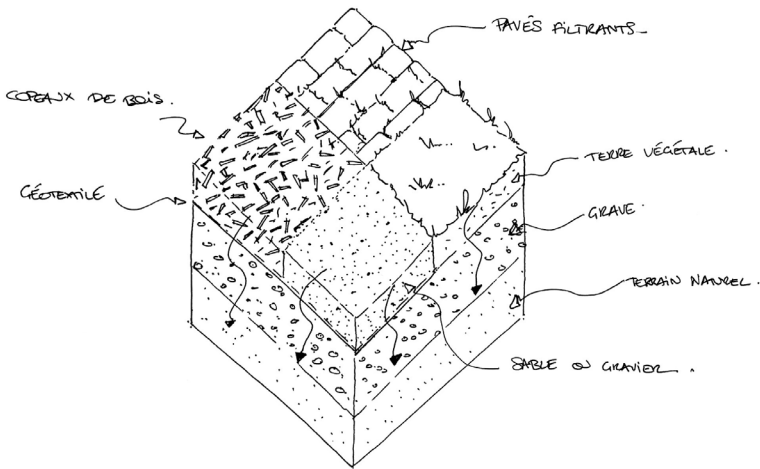 PAVÉS FILTRANTS
COPEAUX DE BOIS.
TERRE VÉGÉTALE.
GÉOTEXTILE
GRAVE.
TERRAIN NATUREL.
SABLE OU GRAVIER.